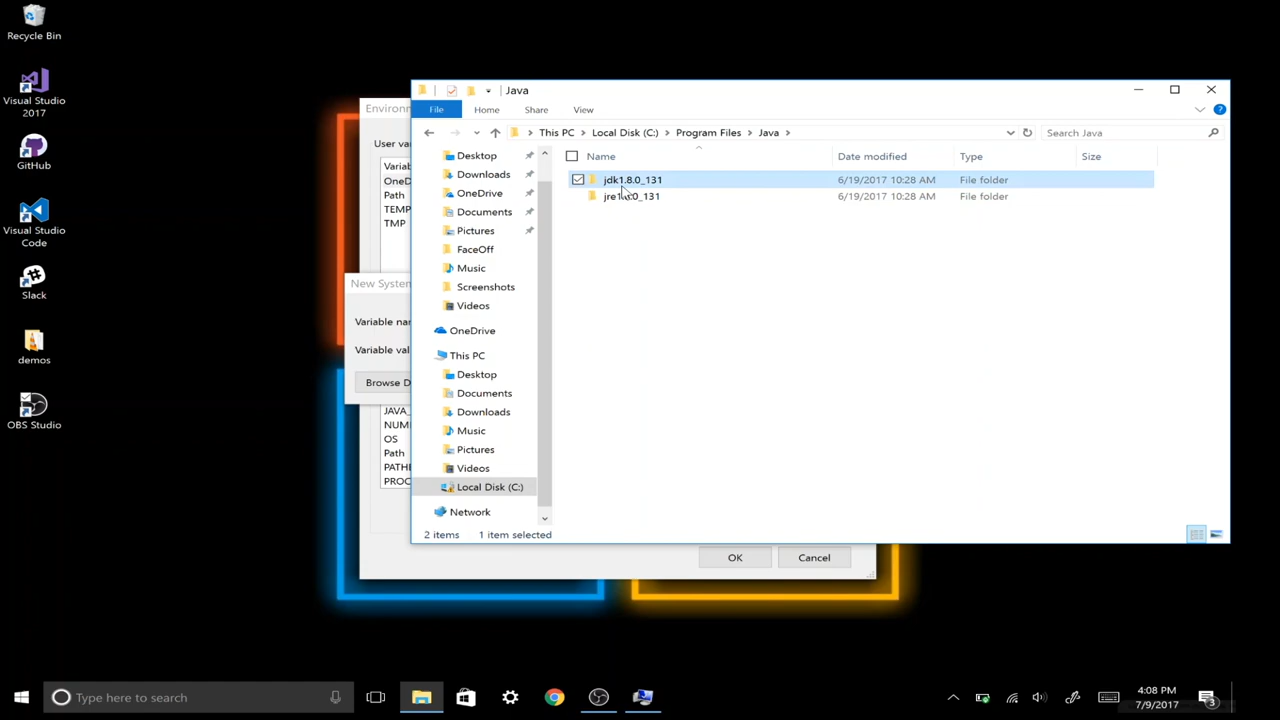 Recycle Bin
Visual Studio
2017
GitHub
Visual Studio
Code
Slack
demos
OBS Studio
Environm
User va
Variab
OneD
Path
TEMP
TMP
New System
Variable nam
Variable valu
Browse D
JAVA_
NUM
OS
Path
PATHE
PROC
OK
Cancel
Java
File
Home
Share
View
This PC
Local Disk (C:)
Program Files
Java
Search Java
Name
Date modified
Type
Size
jdk1.8.0_131
6/19/2017 10:28 AM
File folder
jre1.8.0_131
6/19/2017 10:28 AM
File folder
Desktop
Downloads
OneDrive
Documents
Pictures
FaceOff
Music
Screenshots
Videos
OneDrive
This PC
Desktop
Documents
Downloads
Music
Pictures
Videos
Local Disk (C:)
Network
2 items
1 item selected
Type here to search
4:08 PM
7/9/2017
3